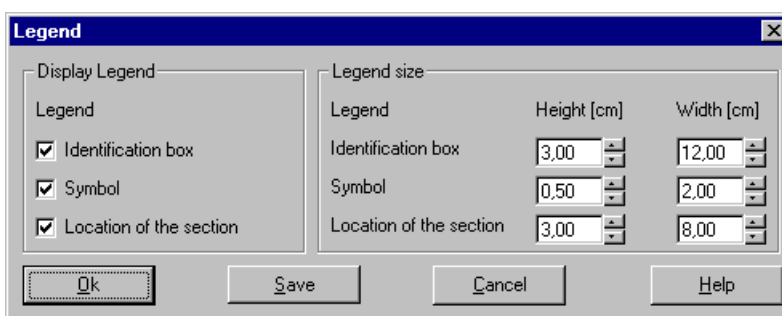 Legend
Display Legend
Legend
Identification box
Symbol
Location of the section
Legend size
Legend Height [cm] Width [cm]
Identification box 3,00 12,00
Symbol 0,50 2,00
Location of the section 3,00 8,00
Ok Save Cancel Help